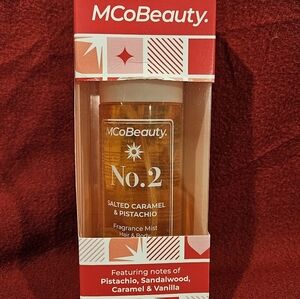 MCoBeauty.
MCoBeauty.
No.2
SALTED CARAMEL
& PISTACHIO
Fragrance Mist
Hair & Body
Featuring notes of
Pistachio, Sandalwood,
Caramel & Vanilla